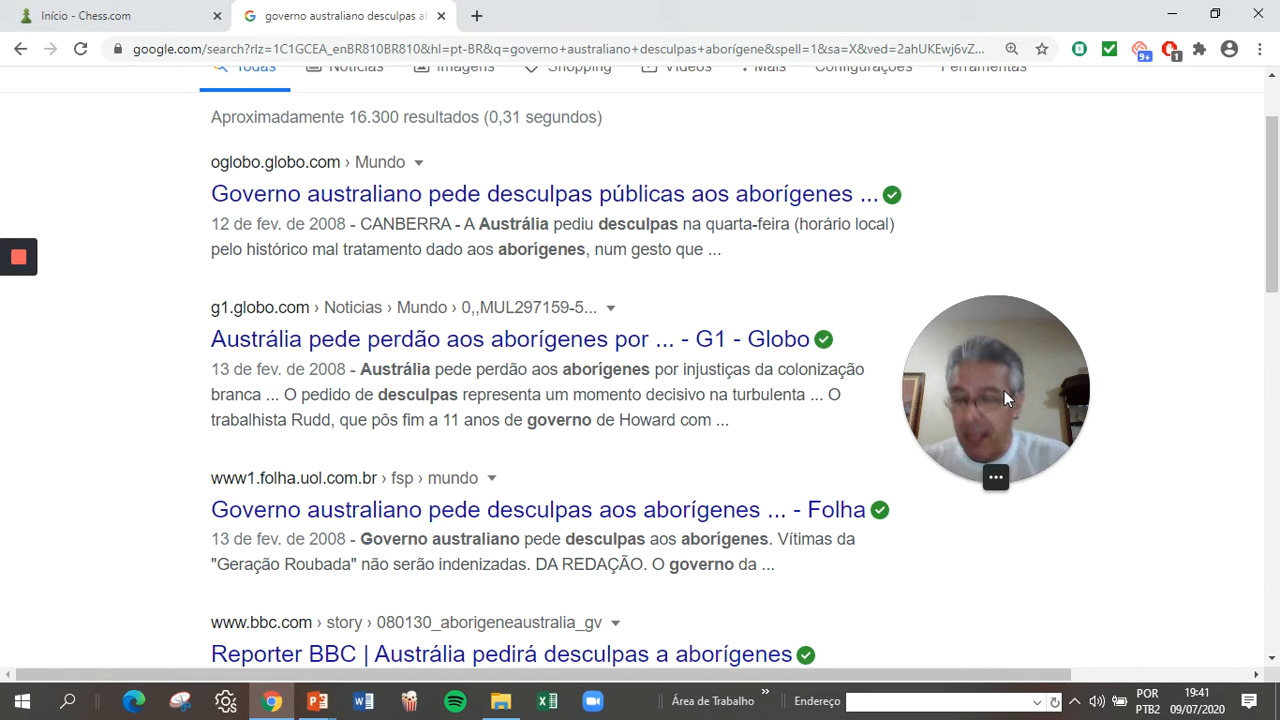 Início - Chess.com
governo australiano desculpas ab
google.com/search?rlz=1C1GCEA_enBR810BR810&hl=pt-BR&q=governo+australiano+desculpas+aborígene&spell=1&sa=X&ved=2ahUKEwj6vZ...
9+
1
Todas Notícias Imagens Shopping Vídeos Mais Configurações Ferramentas
Aproximadamente 16.300 resultados (0,31 segundos)
oglobo.globo.com › Mundo
Governo australiano pede desculpas públicas aos aborígenes ...
12 de fev. de 2008 - CANBERRA - A Austrália pediu desculpas na quarta-feira (horário local)
pelo histórico mal tratamento dado aos aborígenes, num gesto que ...
g1.globo.com › Noticias › Mundo › 0,,MUL297159-5...
Austrália pede perdão aos aborígenes por ... - G1 - Globo
13 de fev. de 2008 - Austrália pede perdão aos aborígenes por injustiças da colonização
branca ... O pedido de desculpas representa um momento decisivo na turbulenta ... O
trabalhista Rudd, que pôs fim a 11 anos de governo de Howard com ...
www1.folha.uol.com.br › fsp › mundo
Governo australiano pede desculpas aos aborígenes ... - Folha
13 de fev. de 2008 - Governo australiano pede desculpas aos aborígenes. Vítimas da
"Geração Roubada" não serão indenizadas. DA REDAÇÃO. O governo da ...
www.bbc.com › story › 080130_aborigeneaustralia_gv
Reporter BBC | Austrália pedirá desculpas a aborígenes
Área de Trabalho
Endereço
POR
PTB2
19:41
09/07/2020